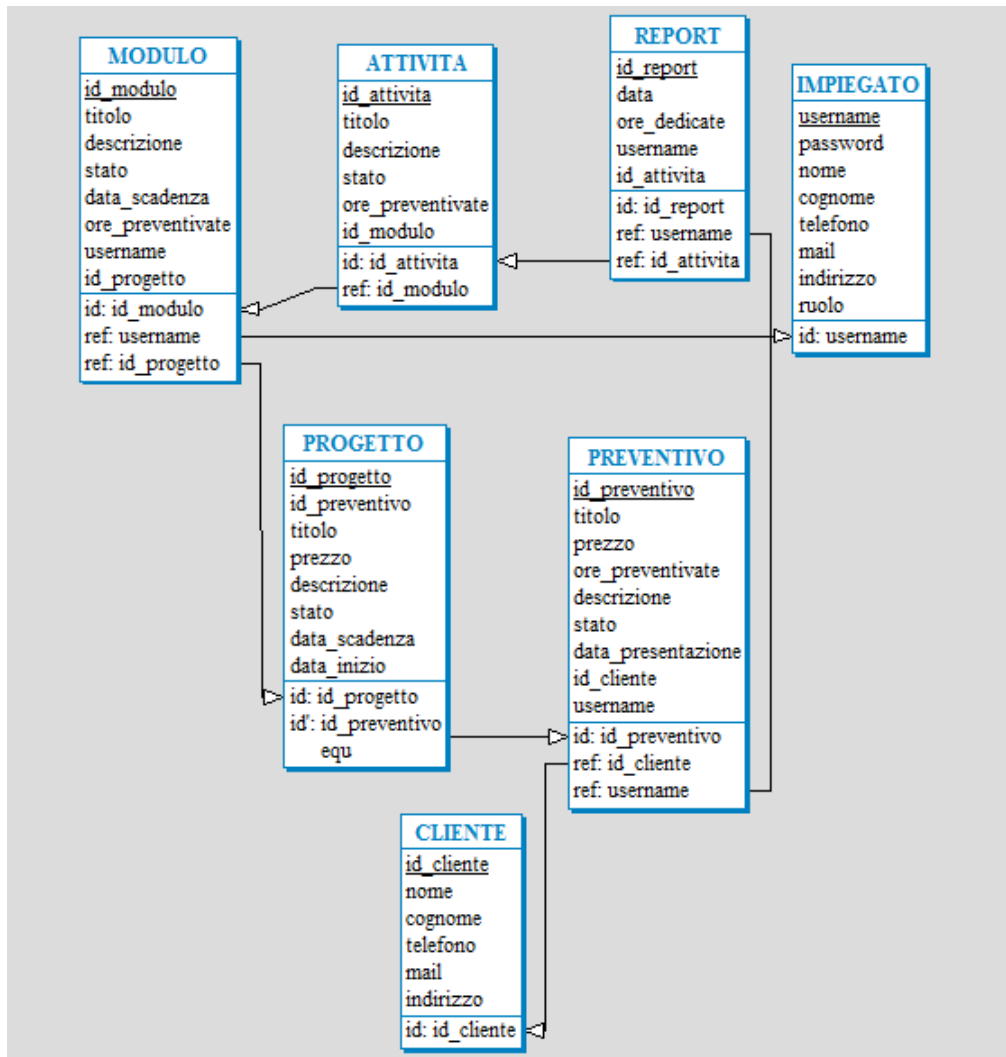 MODULO
id_modulo
titolo
descrizione
stato
data_scadenza
ore_preventivate
username
id_progetto
id: id_modulo
ref: username
ref: id_progetto
ATTIVITA
id_attivita
titolo
descrizione
stato
ore_preventivate
id_modulo
id: id_attivita
ref: id_modulo
REPORT
id_report
data
ore_dedicate
username
id_attivita
id: id_report
ref: username
ref: id_attivita
IMPIEGATO
username
password
nome
cognome
telefono
mail
indirizzo
ruolo
id: username
PROGETTO
id_progetto
id_preventivo
titolo
prezzo
descrizione
stato
data_scadenza
data_inizio
id: id_progetto
id': id_preventivo
equ
PREVENTIVO
id_preventivo
titolo
prezzo
ore_preventivate
descrizione
stato
data_presentazione
id_cliente
username
id: id_preventivo
ref: id_cliente
ref: username
CLIENTE
id_cliente
nome
cognome
telefono
mail
indirizzo
id: id_cliente